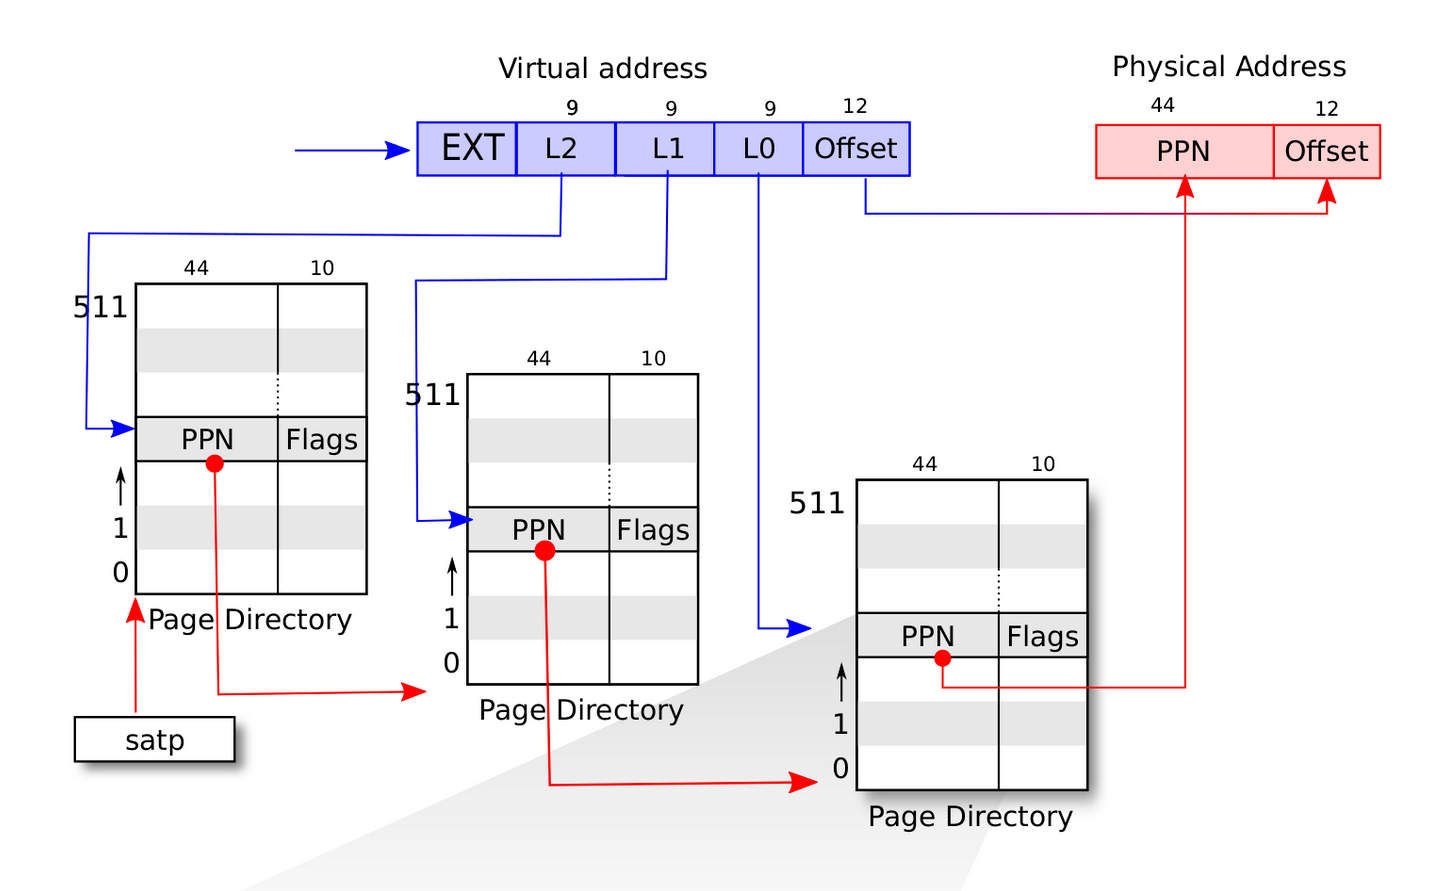 Virtual address
Physical Address
9 9 9 12
44 12
EXT L2 L1 L0 Offset
PPN Offset
44 10
511
PPN Flags
1
0
Page Directory
satp
44 10
511
PPN Flags
1
0
Page Directory
44 10
511
PPN Flags
1
0
Page Directory